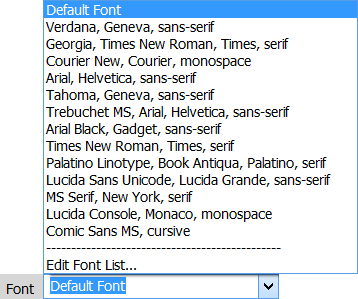 Default Font
Verdana, Geneva, sans-serif
Georgia, Times New Roman, Times, serif
Courier New, Courier, monospace
Arial, Helvetica, sans-serif
Tahoma, Geneva, sans-serif
Trebuchet MS, Arial, Helvetica, sans-serif
Arial Black, Gadget, sans-serif
Times New Roman, Times, serif
Palatino Linotype, Book Antiqua, Palatino, serif
Lucida Sans Unicode, Lucida Grande, sans-serif
MS Serif, New York, serif
Lucida Console, Monaco, monospace
Comic Sans MS, cursive
-----------------------------------------------
Edit Font List...
Font Default Font